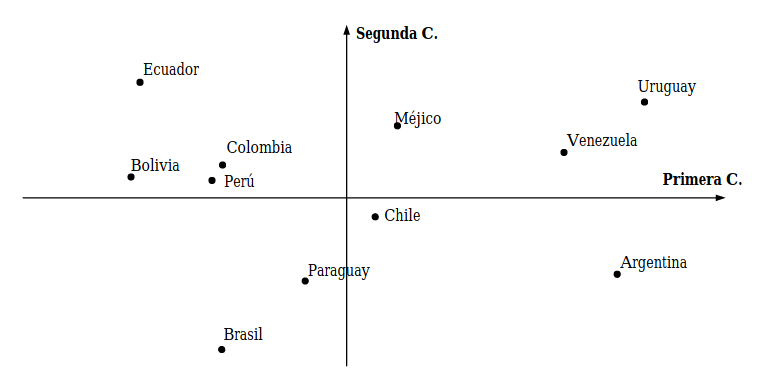 Segunda C.
Ecuador
Uruguay
Méjico
Venezuela
Colombia
Bolivia
Perú
Primera C.
Chile
Argentina
Paraguay
Brasil